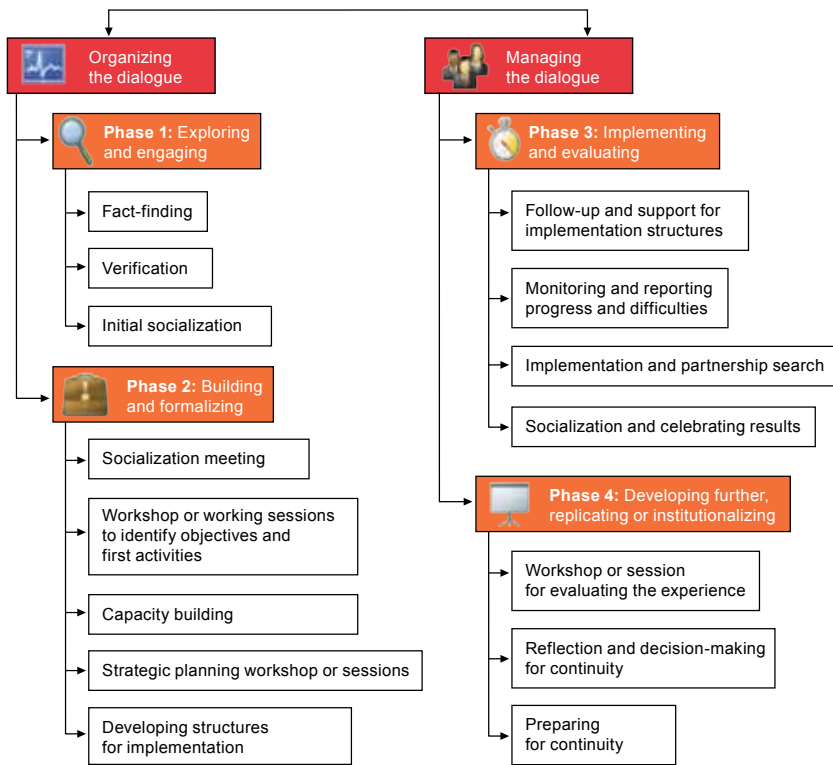 Organizing
the dialogue
Phase 1: Exploring
and engaging
Fact-finding
Verification
Initial socialization
Phase 2: Building
and formalizing
Socialization meeting
Workshop or working sessions
to identify objectives and
first activities
Capacity building
Strategic planning workshop or sessions
Developing structures
for implementation
Managing
the dialogue
Phase 3: Implementing
and evaluating
Follow-up and support for
implementation structures
Monitoring and reporting
progress and difficulties
Implementation and partnership search
Socialization and celebrating results
Phase 4: Developing further,
replicating or institutionalizing
Workshop or session
for evaluating the experience
Reflection and decision-making
for continuity
Preparing
for continuity